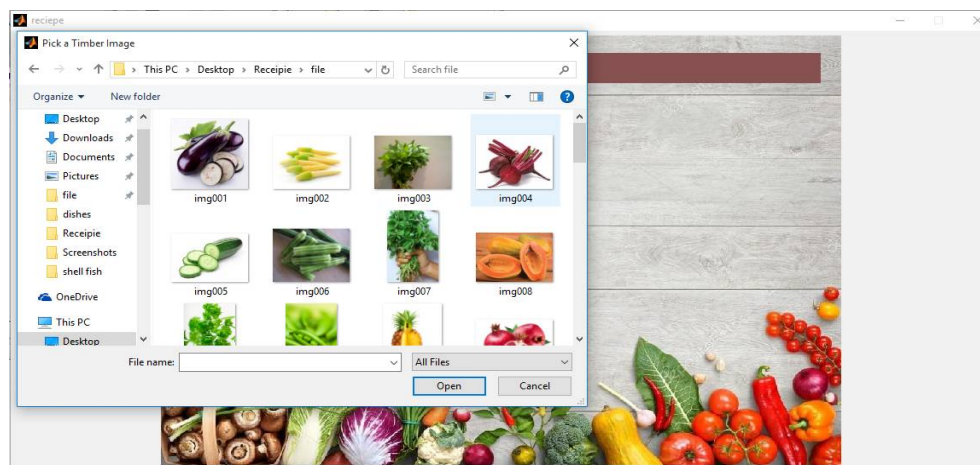 reciepe
Pick a Timber Image
This PC > Desktop > Receipie > file
Search file
Organize
New folder
Desktop
Downloads
Documents
Pictures
file
dishes
Receipie
Screenshots
shell fish
OneDrive
This PC
Desktop
img001
img002
img003
img004
img005
img006
img007
img008
File name:
All Files
Open
Cancel